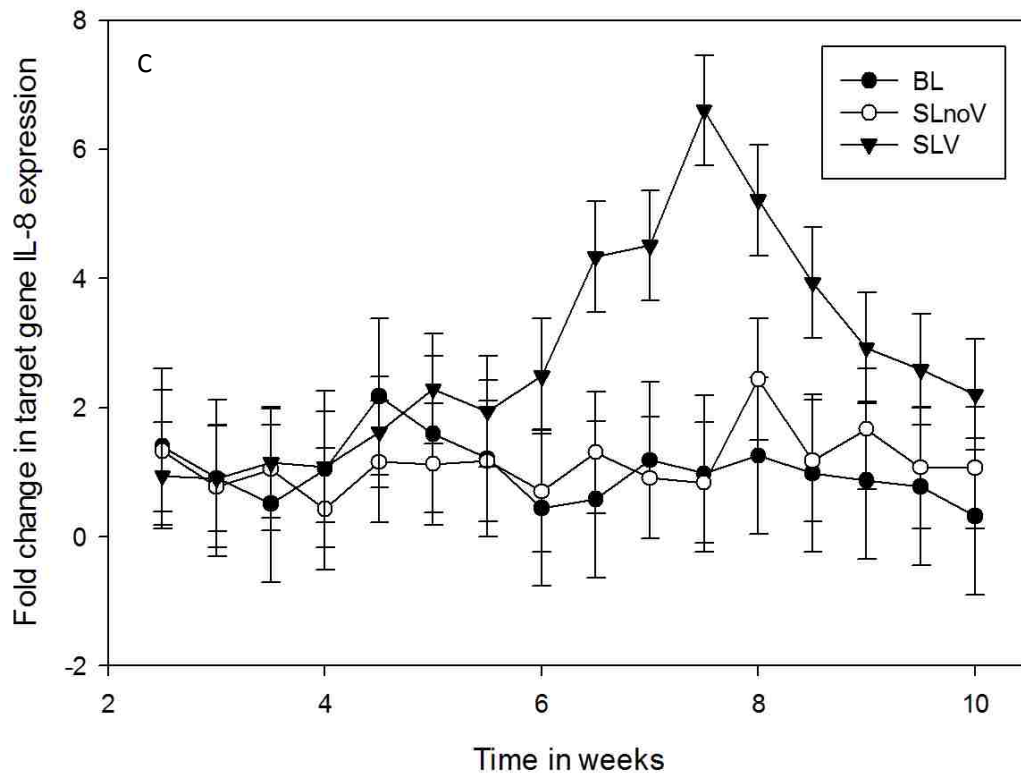 C
BL
SLnoV
SLV
Fold change in target gene IL-8 expression
8
6
4
2
0
-2
2
4
6
8
10
Time in weeks